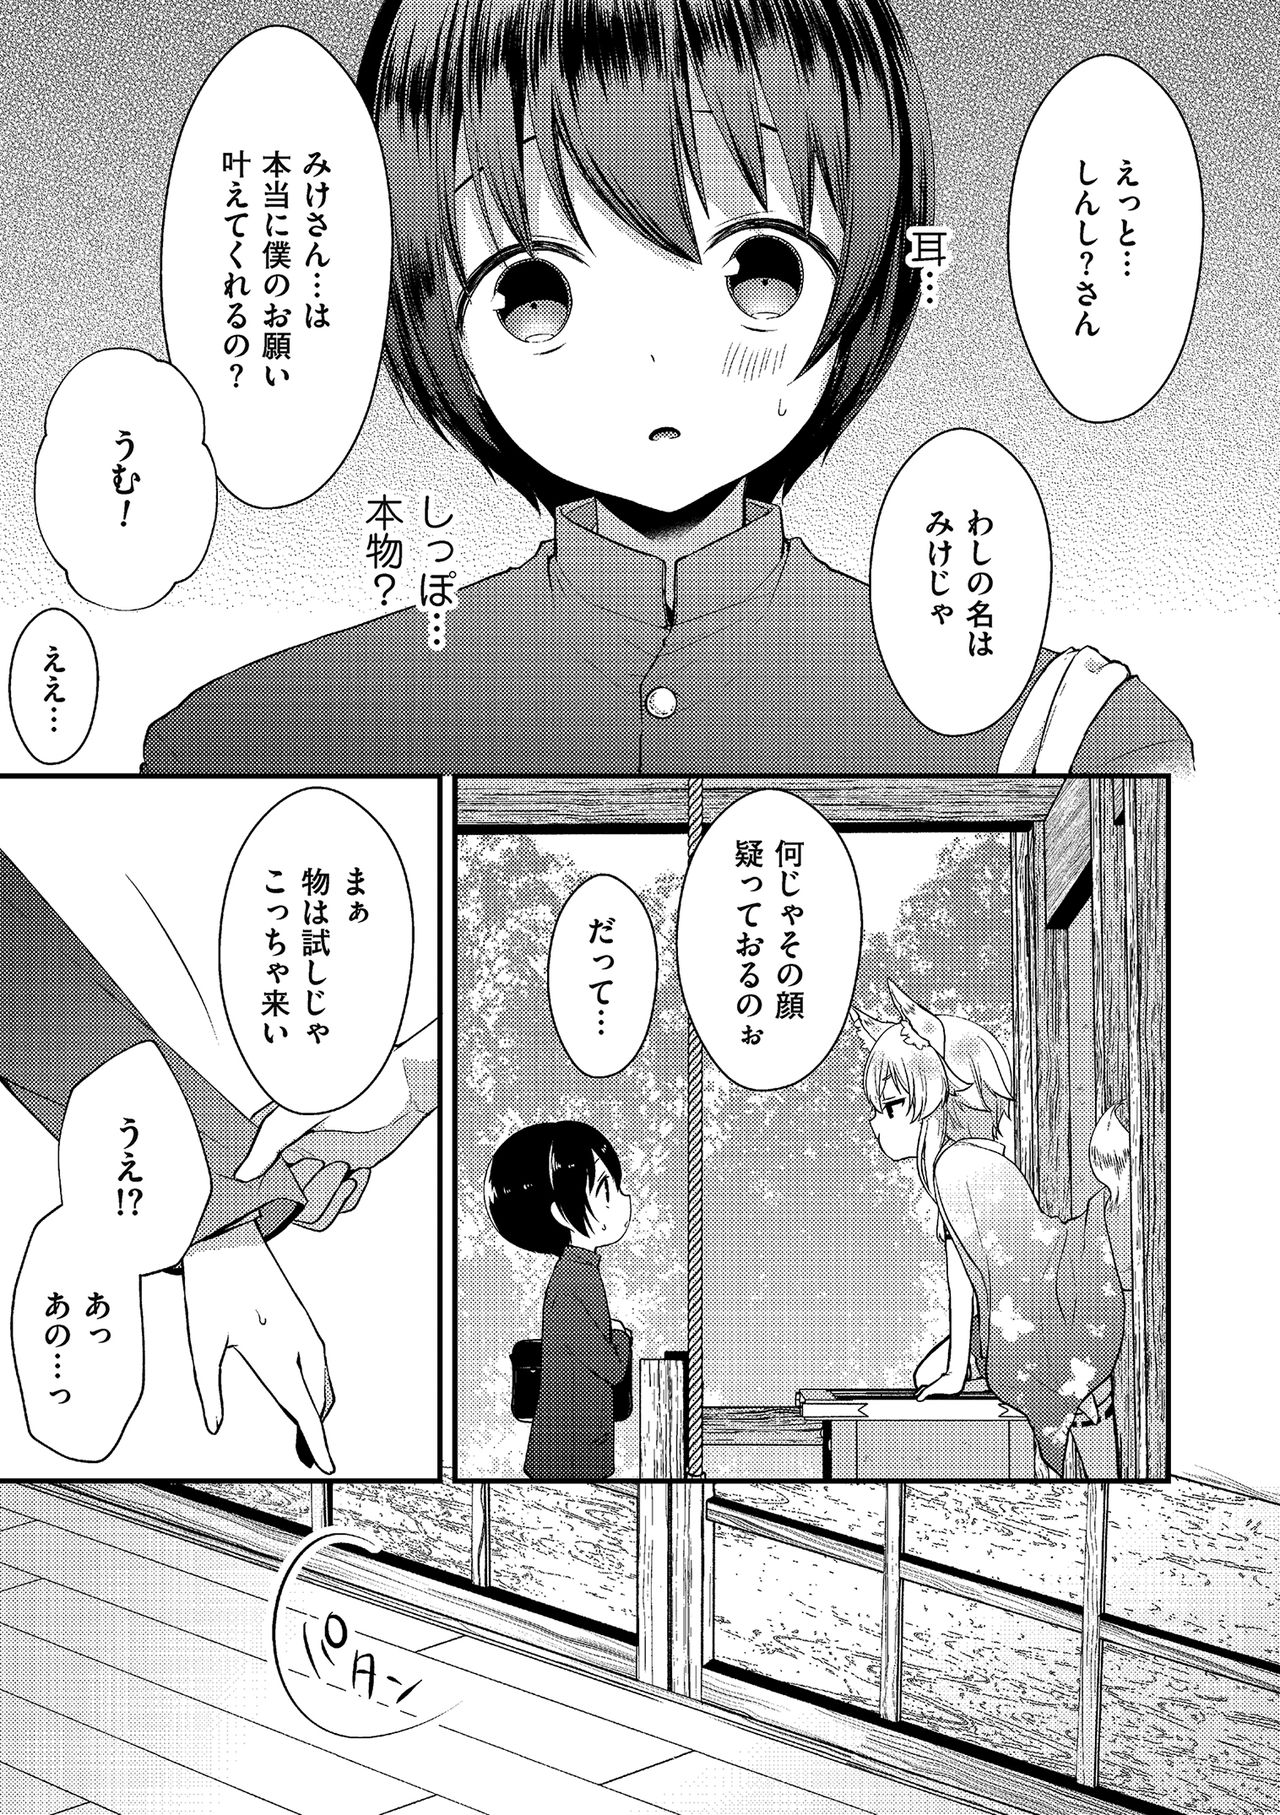 えっと…
しんし？さん
耳…
わしの名は
みけじゃ
みけさん…は
本当に僕のお願い
叶えてくれるの？
しっぽ…
本物？
うむ！
ええ…
何じゃその顔
疑っておるのぉ
だって…
まぁ
物は試しじゃ
こっちゃ来い
うえ!?
あっ
あの…っ
パタン